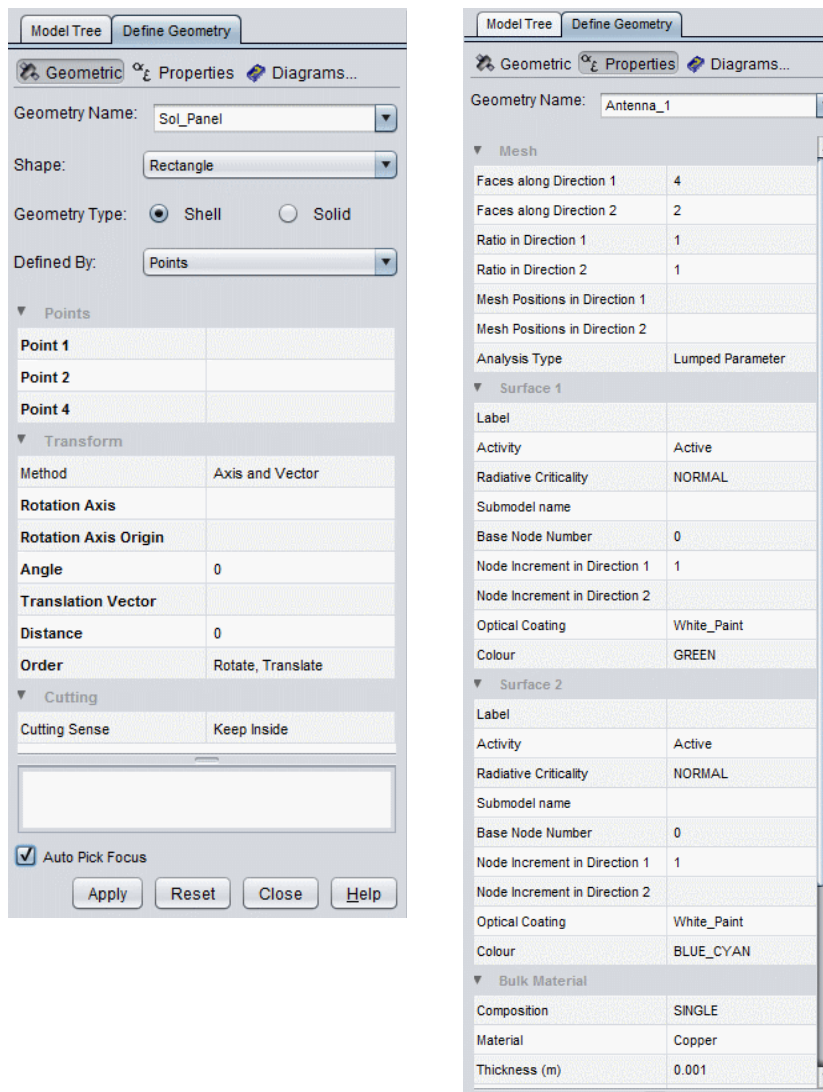 Model Tree Define Geometry
Geometric αε Properties Diagrams...
Geometry Name: Sol_Panel
Shape: Rectangle
Geometry Type: Shell Solid
Defined By: Points
Points
Point 1
Point 2
Point 4
Transform
Method Axis and Vector
Rotation Axis
Rotation Axis Origin
Angle 0
Translation Vector
Distance 0
Order Rotate, Translate
Cutting
Cutting Sense Keep Inside
Auto Pick Focus
Apply Reset Close Help
Model Tree Define Geometry
Geometric αε Properties Diagrams...
Geometry Name: Antenna_1
Mesh
Faces along Direction 1 4
Faces along Direction 2 2
Ratio in Direction 1 1
Ratio in Direction 2 1
Mesh Positions in Direction 1
Mesh Positions in Direction 2
Analysis Type Lumped Parameter
Surface 1
Label
Activity Active
Radiative Criticality NORMAL
Submodel name
Base Node Number 0
Node Increment in Direction 1 1
Node Increment in Direction 2
Optical Coating White_Paint
Colour GREEN
Surface 2
Label
Activity Active
Radiative Criticality NORMAL
Submodel name
Base Node Number 0
Node Increment in Direction 1 1
Node Increment in Direction 2
Optical Coating White_Paint
Colour BLUE_CYAN
Bulk Material
Composition SINGLE
Material Copper
Thickness (m) 0.001